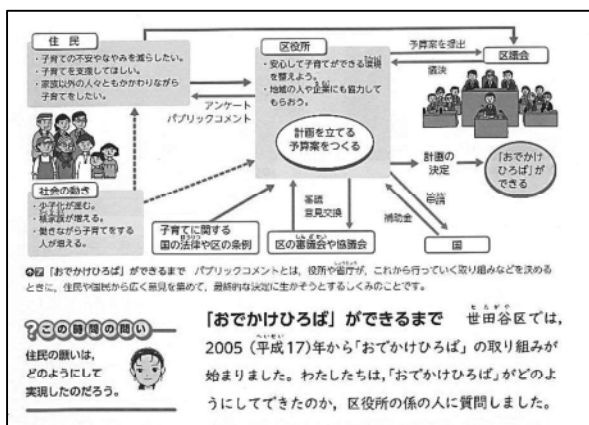 住民
・子育ての不安やなやみを減らしたい。
・子育てを支援してほしい。
・家族以外の人々ともかかわりながら
子育てをしたい。
アンケート
パブリックコメント
区役所
・安心して子育てができる環境
を整えよう。
・地域の人や企業にも協力して
もらおう。
計画を立てる
予算案をつくる
予算案を提出
議決
区議会
計画の
決定
「おでかけ
ひろば」が
できる
社会の動き
・少子化が進む。
・核家族が増える。
・働きながら子育てをする
人が増える。
子育てに関する
国の法律や区の条例
審議
意見交換
区の審議会や協議会
申請
補助金
国
「おでかけひろば」ができるまで パブリックコメントとは、役所や省庁が、これから行っていく取り組みなどを決める
ときに、住民や国民から広く意見を集めて、最終的な決定に生かそうとするしくみのことです。
?この時間の問い
住民の願いは、
どのようにして
実現したのだろう。
「おでかけひろば」ができるまで 世田谷区では、
2005（平成17）年から「おでかけひろば」の取り組みが
始まりました。わたしたちは、「おでかけひろば」がどのよ
うにしてできたのか、区役所の係の人に質問しました。